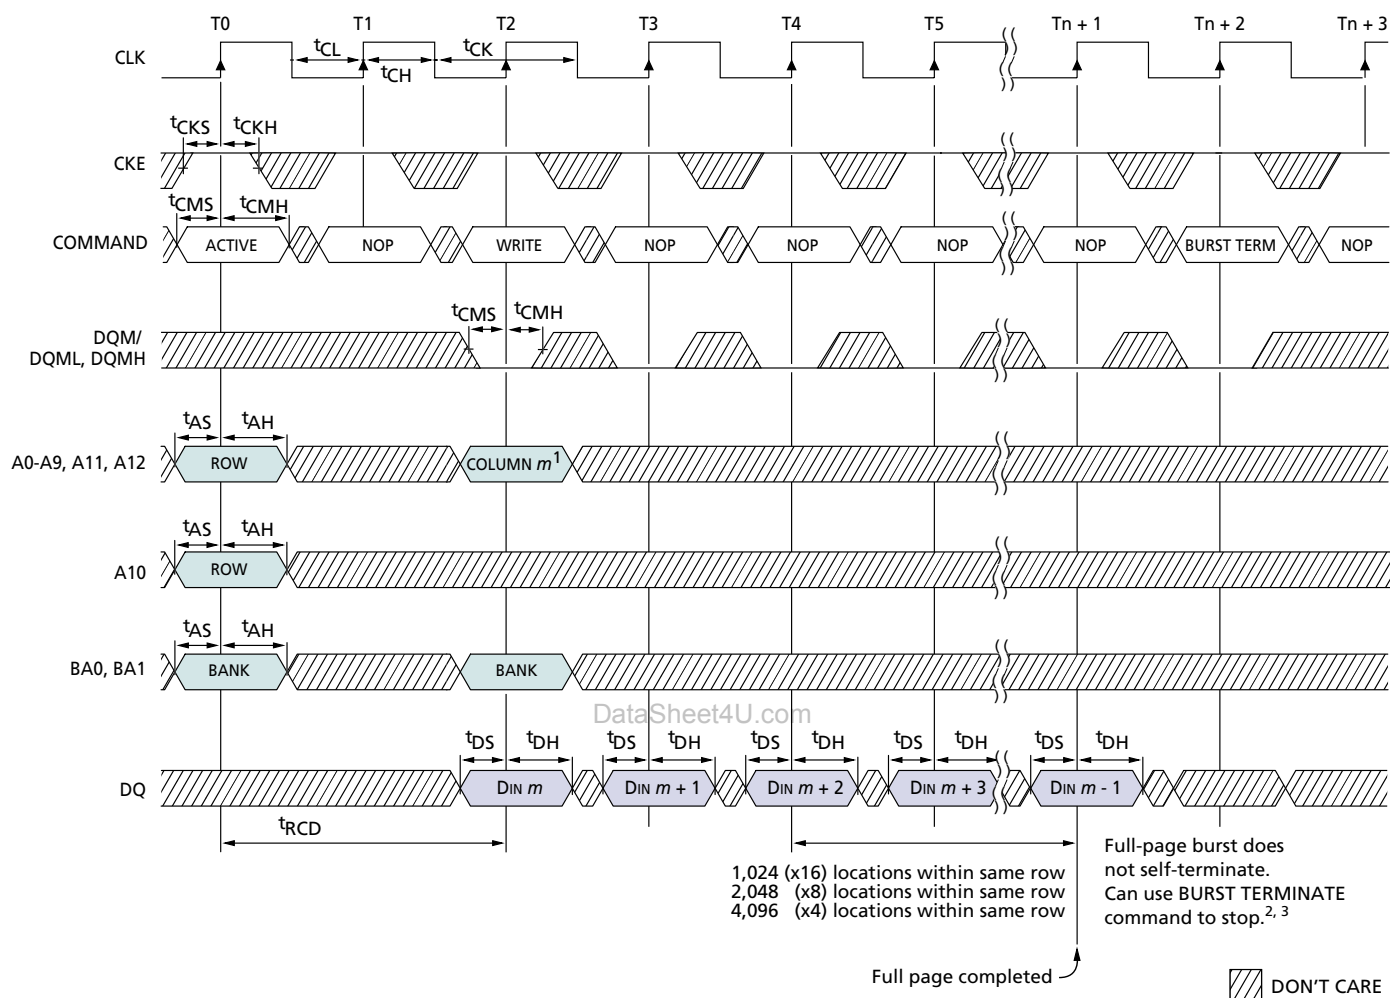 T0 T1 T2 T3 T4 T5 Tn + 1 Tn + 2 Tn + 3
CLK
tCL
tCK
tCH
tCKS tCKH
CKE
tCMS tCMH
COMMAND ACTIVE NOP WRITE NOP NOP NOP NOP BURST TERM NOP
tCMS tCMH
DQM/
DQML, DQMH
tAS tAH
A0-A9, A11, A12 ROW COLUMN m1
tAS tAH
A10 ROW
tAS tAH
BA0, BA1 BANK BANK
DataSheet4U.com
tDS tDH tDS tDH tDS tDH tDS tDH tDS tDH
DQ DIN m DIN m + 1 DIN m + 2 DIN m + 3 DIN m - 1
tRCD
1,024 (x16) locations within same row
2,048 (x8) locations within same row
4,096 (x4) locations within same row
Full-page burst does
not self-terminate.
Can use BURST TERMINATE
command to stop.2, 3
Full page completed
DON'T CARE